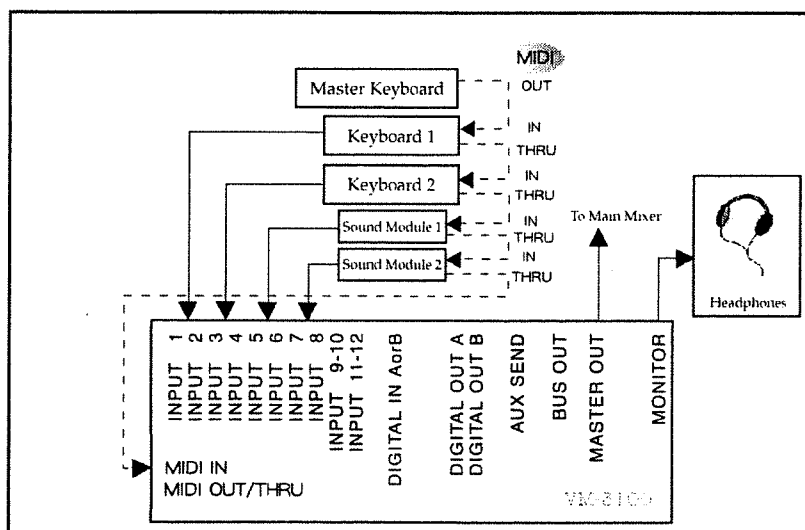 MIDI
Master Keyboard
OUT
Keyboard 1
IN
THRU
Keyboard 2
IN
THRU
Sound Module 1
IN
THRU
Sound Module 2
IN
THRU
To Main Mixer
Headphones
INPUT 1
INPUT 2
INPUT 3
INPUT 4
INPUT 5
INPUT 6
INPUT 7
INPUT 8
INPUT 9-10
INPUT 11-12
DIGITAL IN AorB
DIGITAL OUT A
DIGITAL OUT B
AUX SEND
BUS OUT
MASTER OUT
MONITOR
MIDI IN
MIDI OUT/THRU
VM-3100